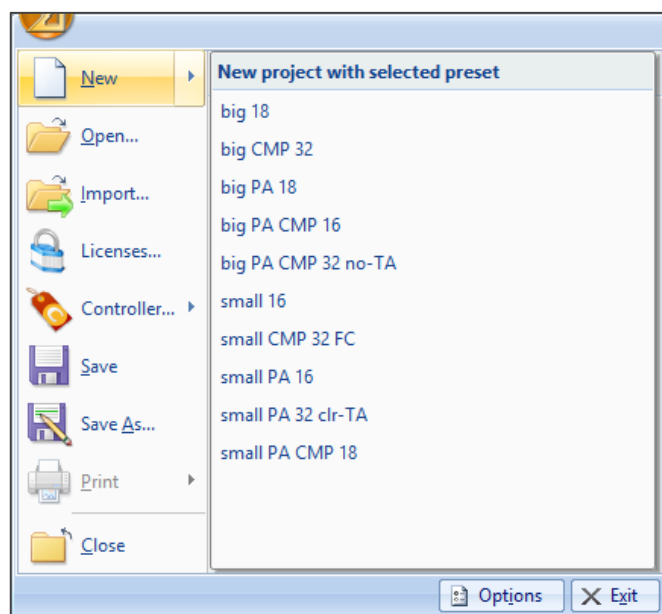 New
Open...
Import...
Licenses...
Controller...
Save
Save As...
Print
Close
New project with selected preset
big 18
big CMP 32
big PA 18
big PA CMP 16
big PA CMP 32 no-TA
small 16
small CMP 32 FC
small PA 16
small PA 32 clr-TA
small PA CMP 18
Options
Exit